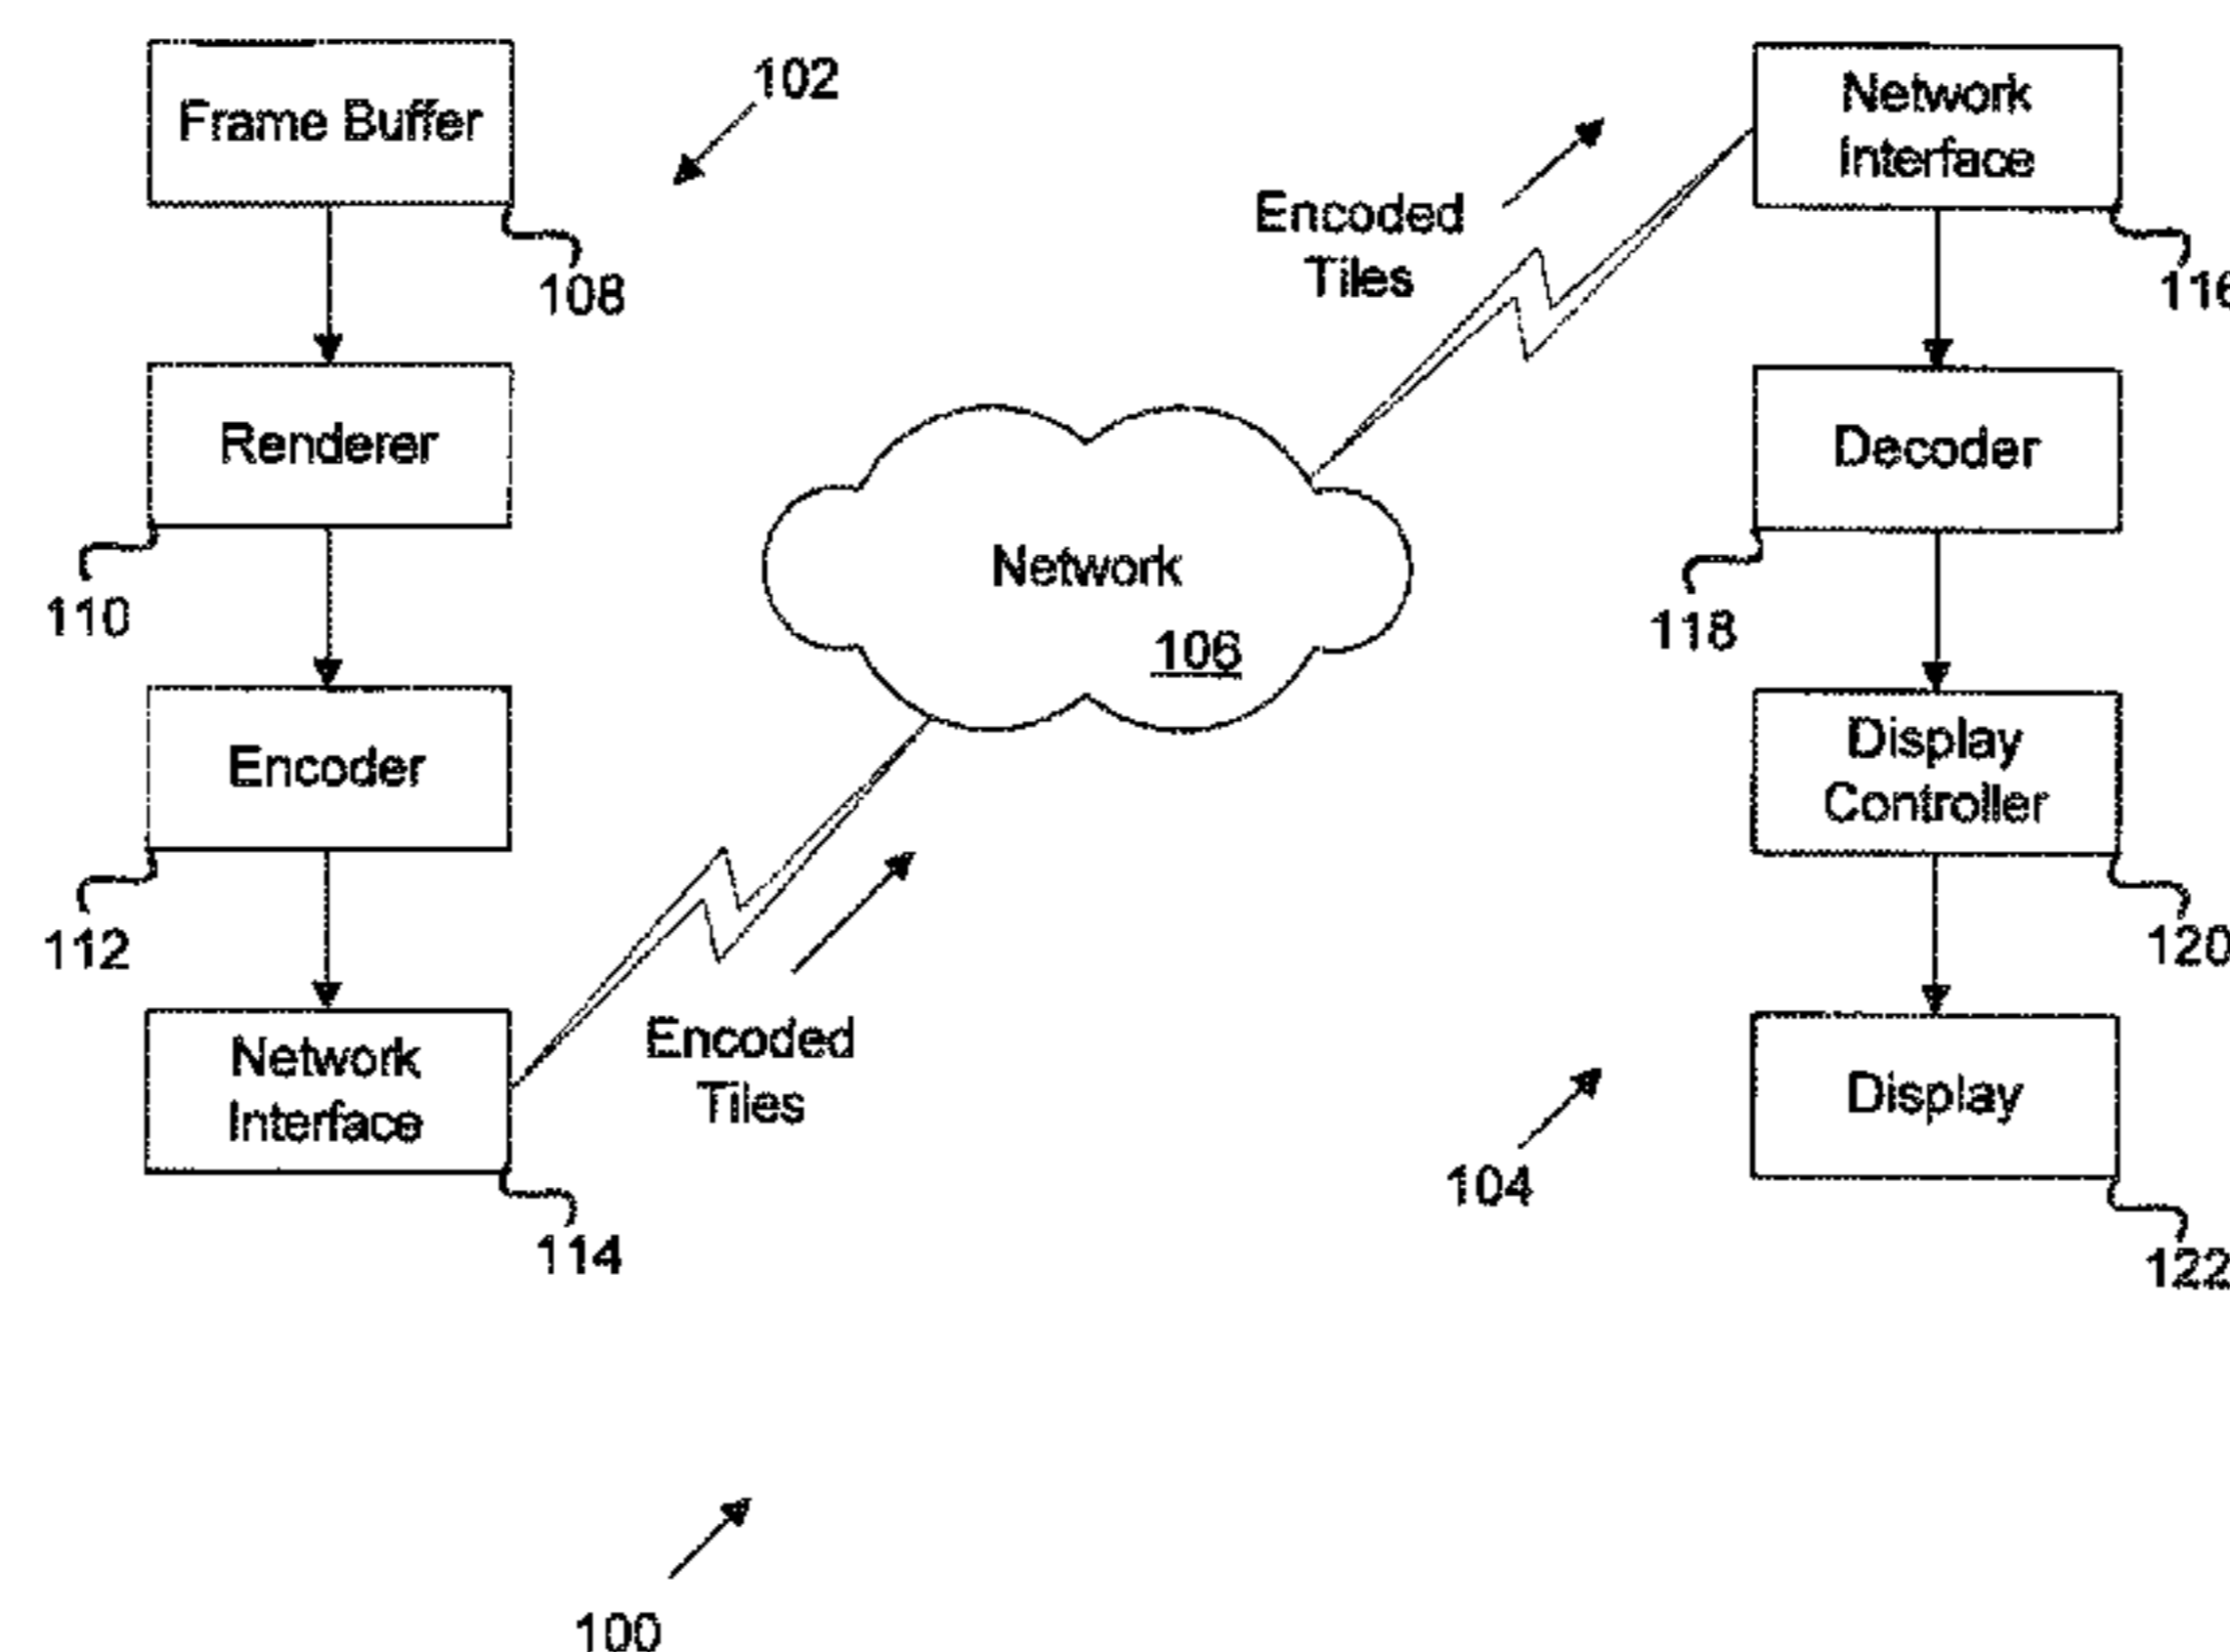 Frame Buffer
108
102
Renderer
110
Encoder
112
Network
Interface
114
Encoded
Tiles
Network
106
Encoded
Tiles
Network
Interface
116
Decoder
118
Display
Controller
120
Display
122
104
100